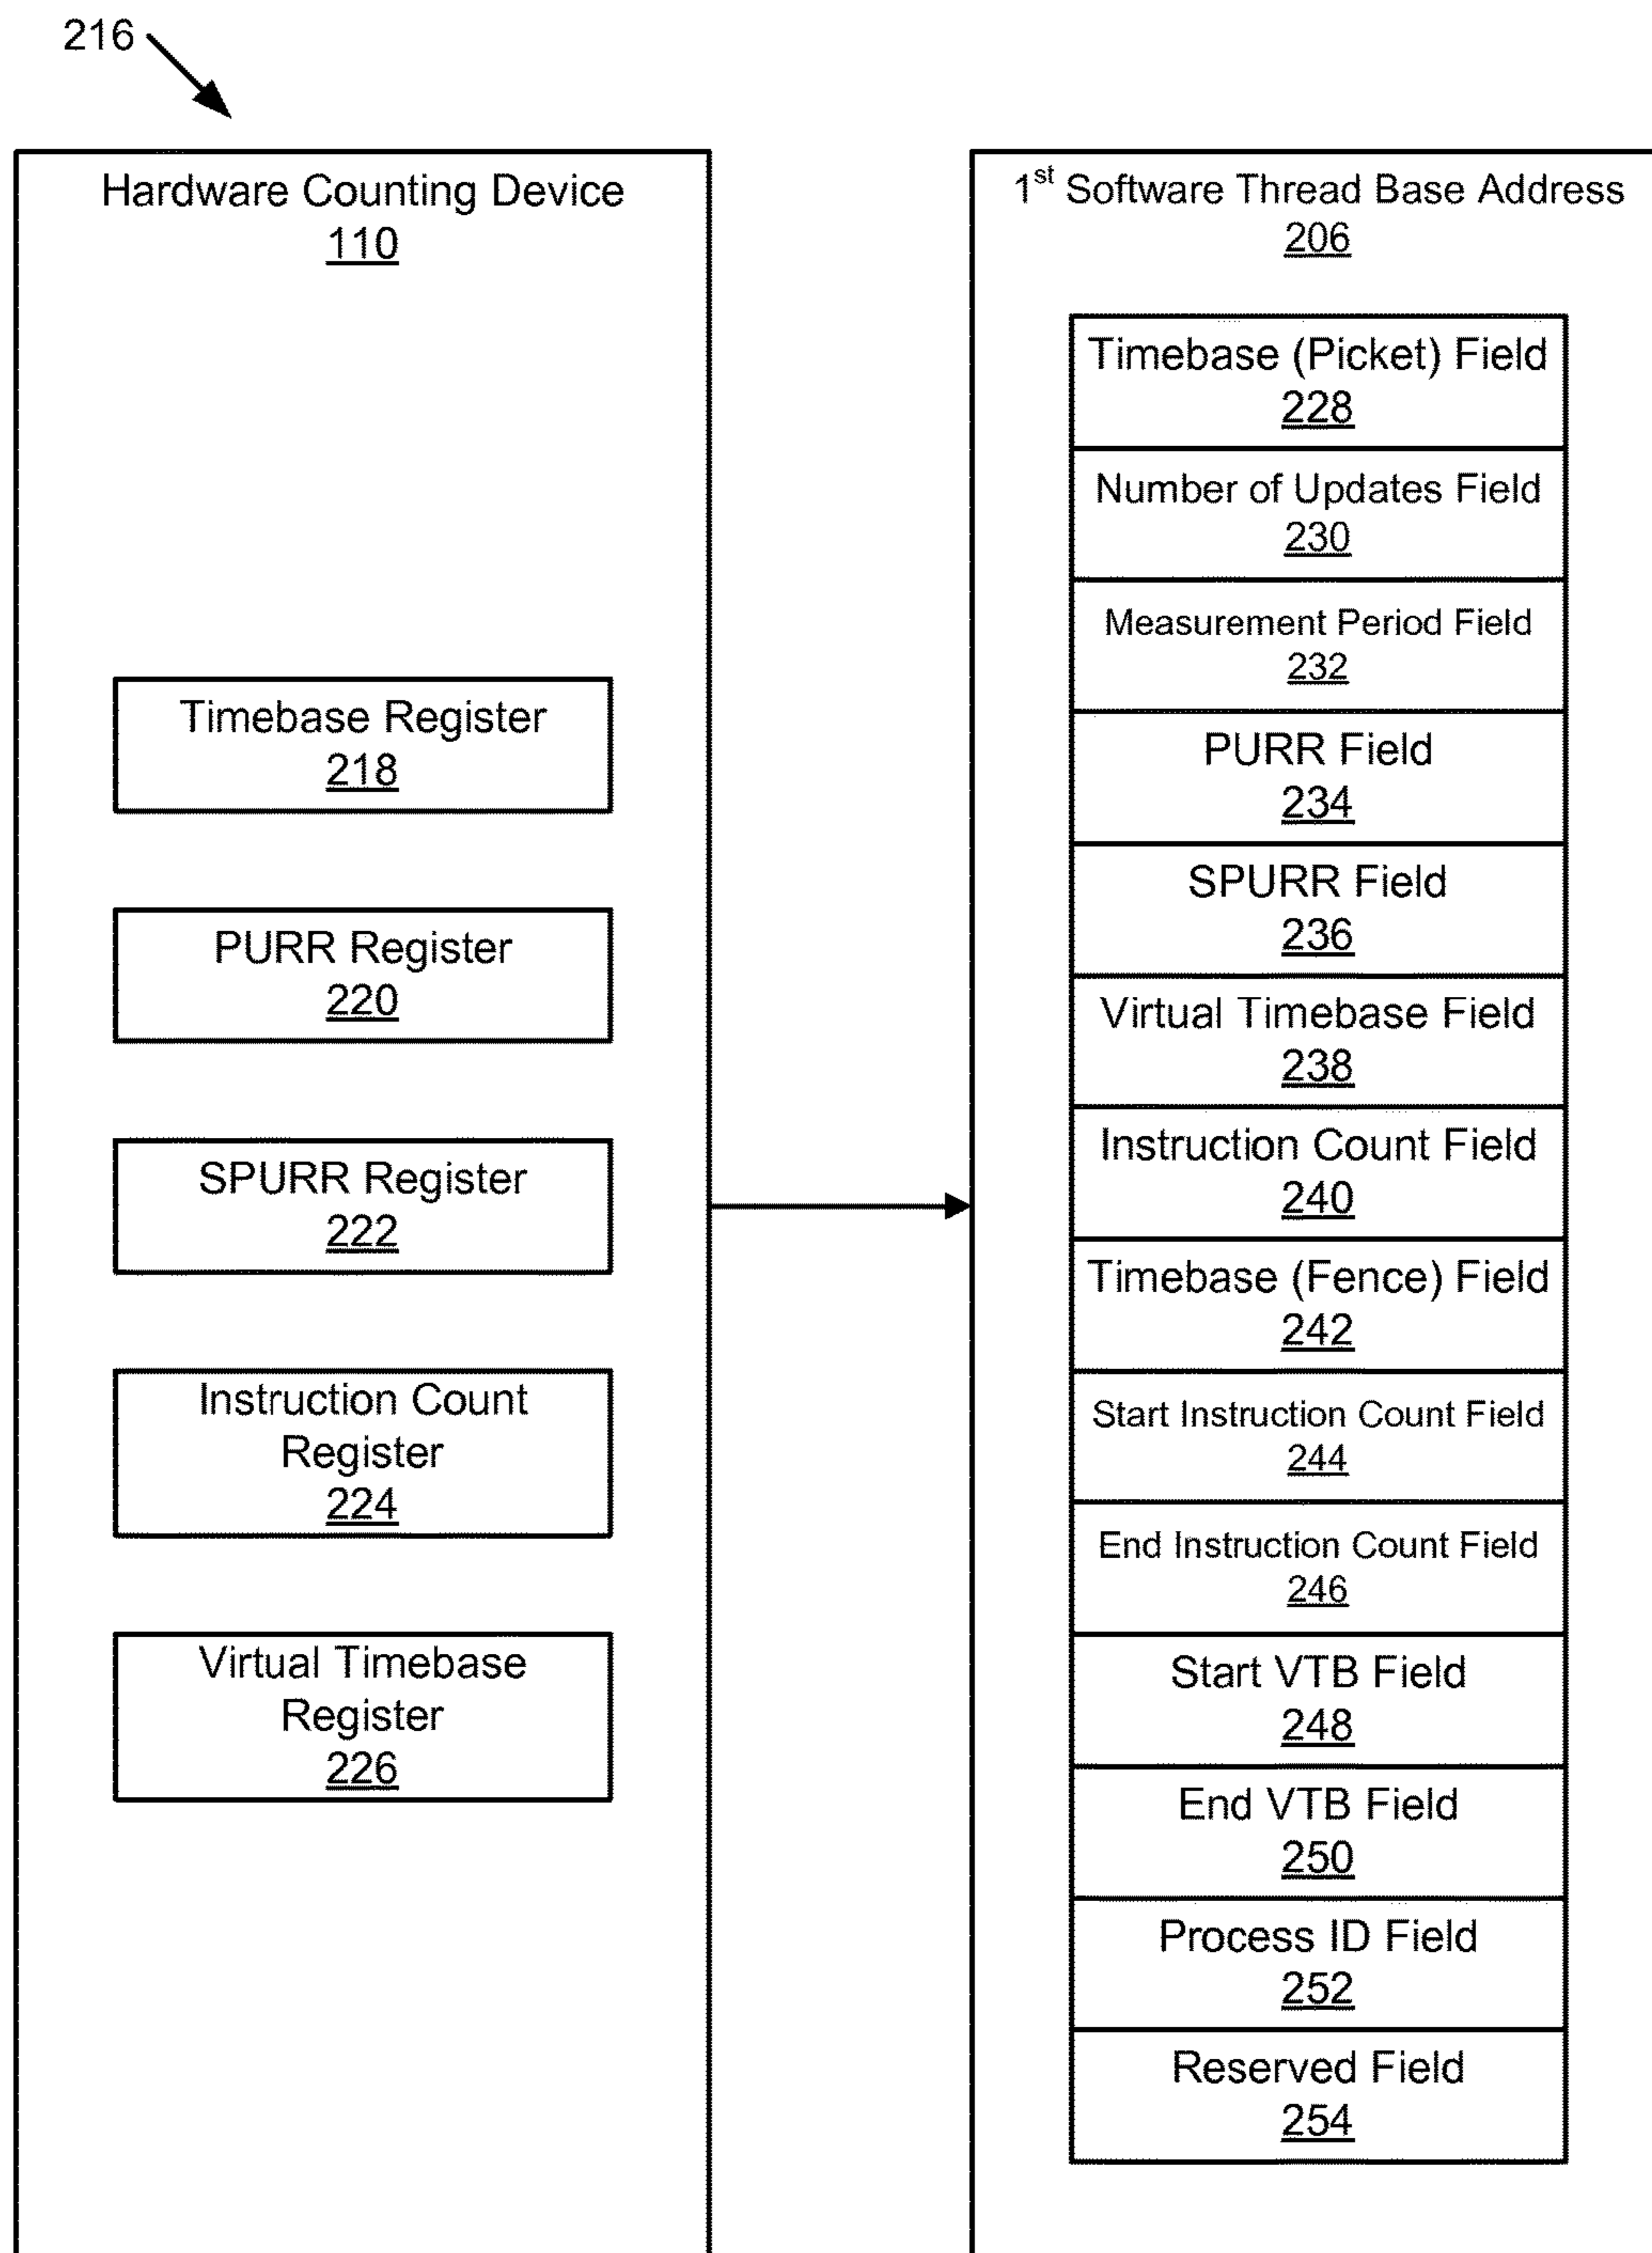 216
Hardware Counting Device
110
Timebase Register
218
PURR Register
220
SPURR Register
222
Instruction Count
Register
224
Virtual Timebase
Register
226
1st Software Thread Base Address
206
Timebase (Picket) Field
228
Number of Updates Field
230
Measurement Period Field
232
PURR Field
234
SPURR Field
236
Virtual Timebase Field
238
Instruction Count Field
240
Timebase (Fence) Field
242
Start Instruction Count Field
244
End Instruction Count Field
246
Start VTB Field
248
End VTB Field
250
Process ID Field
252
Reserved Field
254